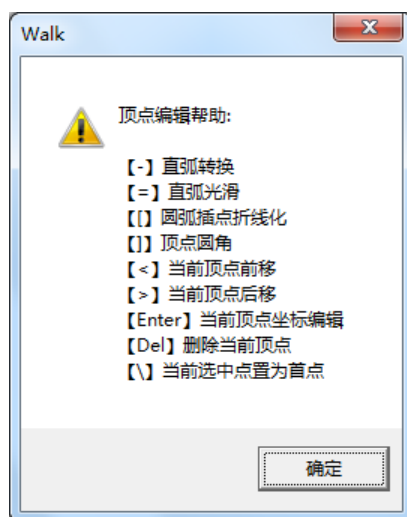 Walk
顶点编辑帮助:
【-】直弧转换
【=】直弧光滑
【[】圆弧插点折线化
【]】顶点圆角
【<】当前顶点前移
【>】当前顶点后移
【Enter】当前顶点坐标编辑
【Del】删除当前顶点
【\】当前选中点置为首点
确定